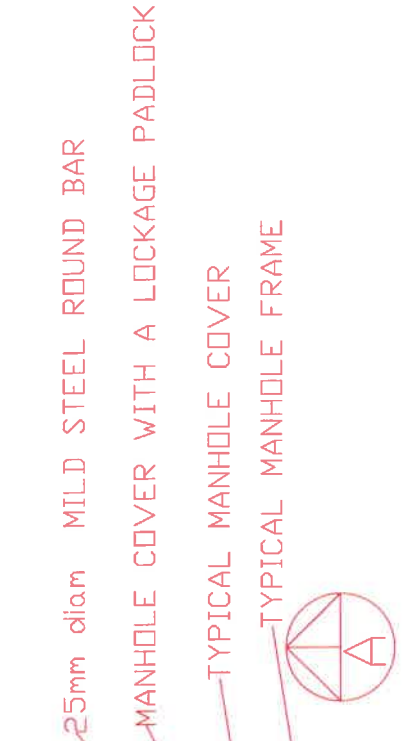 25mm diam MILD STEEL ROUND BAR
MANHOLE COVER WITH A LOCKAGE PADLOCK
TYPICAL MANHOLE COVER
TYPICAL MANHOLE FRAME
A